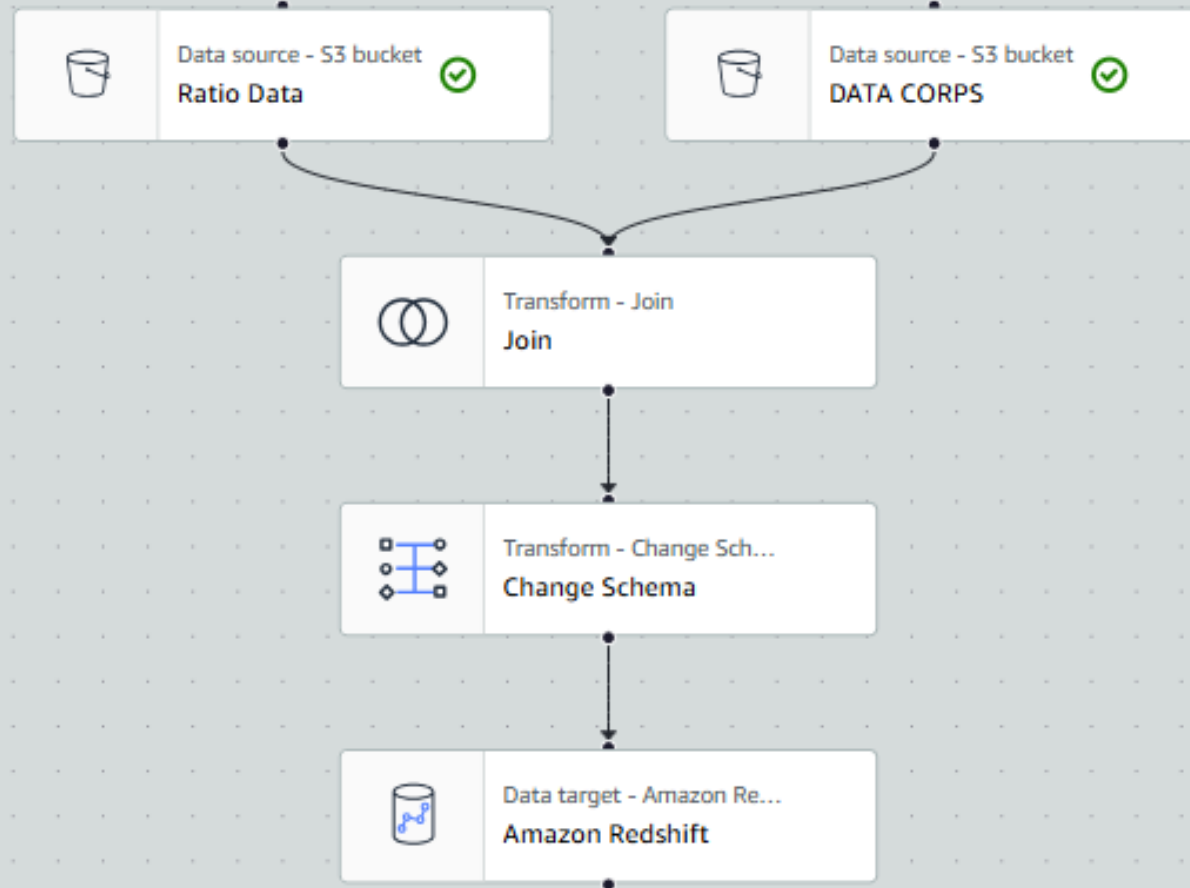 Data source - S3 bucket
Ratio Data
Data source - S3 bucket
DATA CORPS
Transform - Join
Join
Transform - Change Sch...
Change Schema
Data target - Amazon Re...
Amazon Redshift